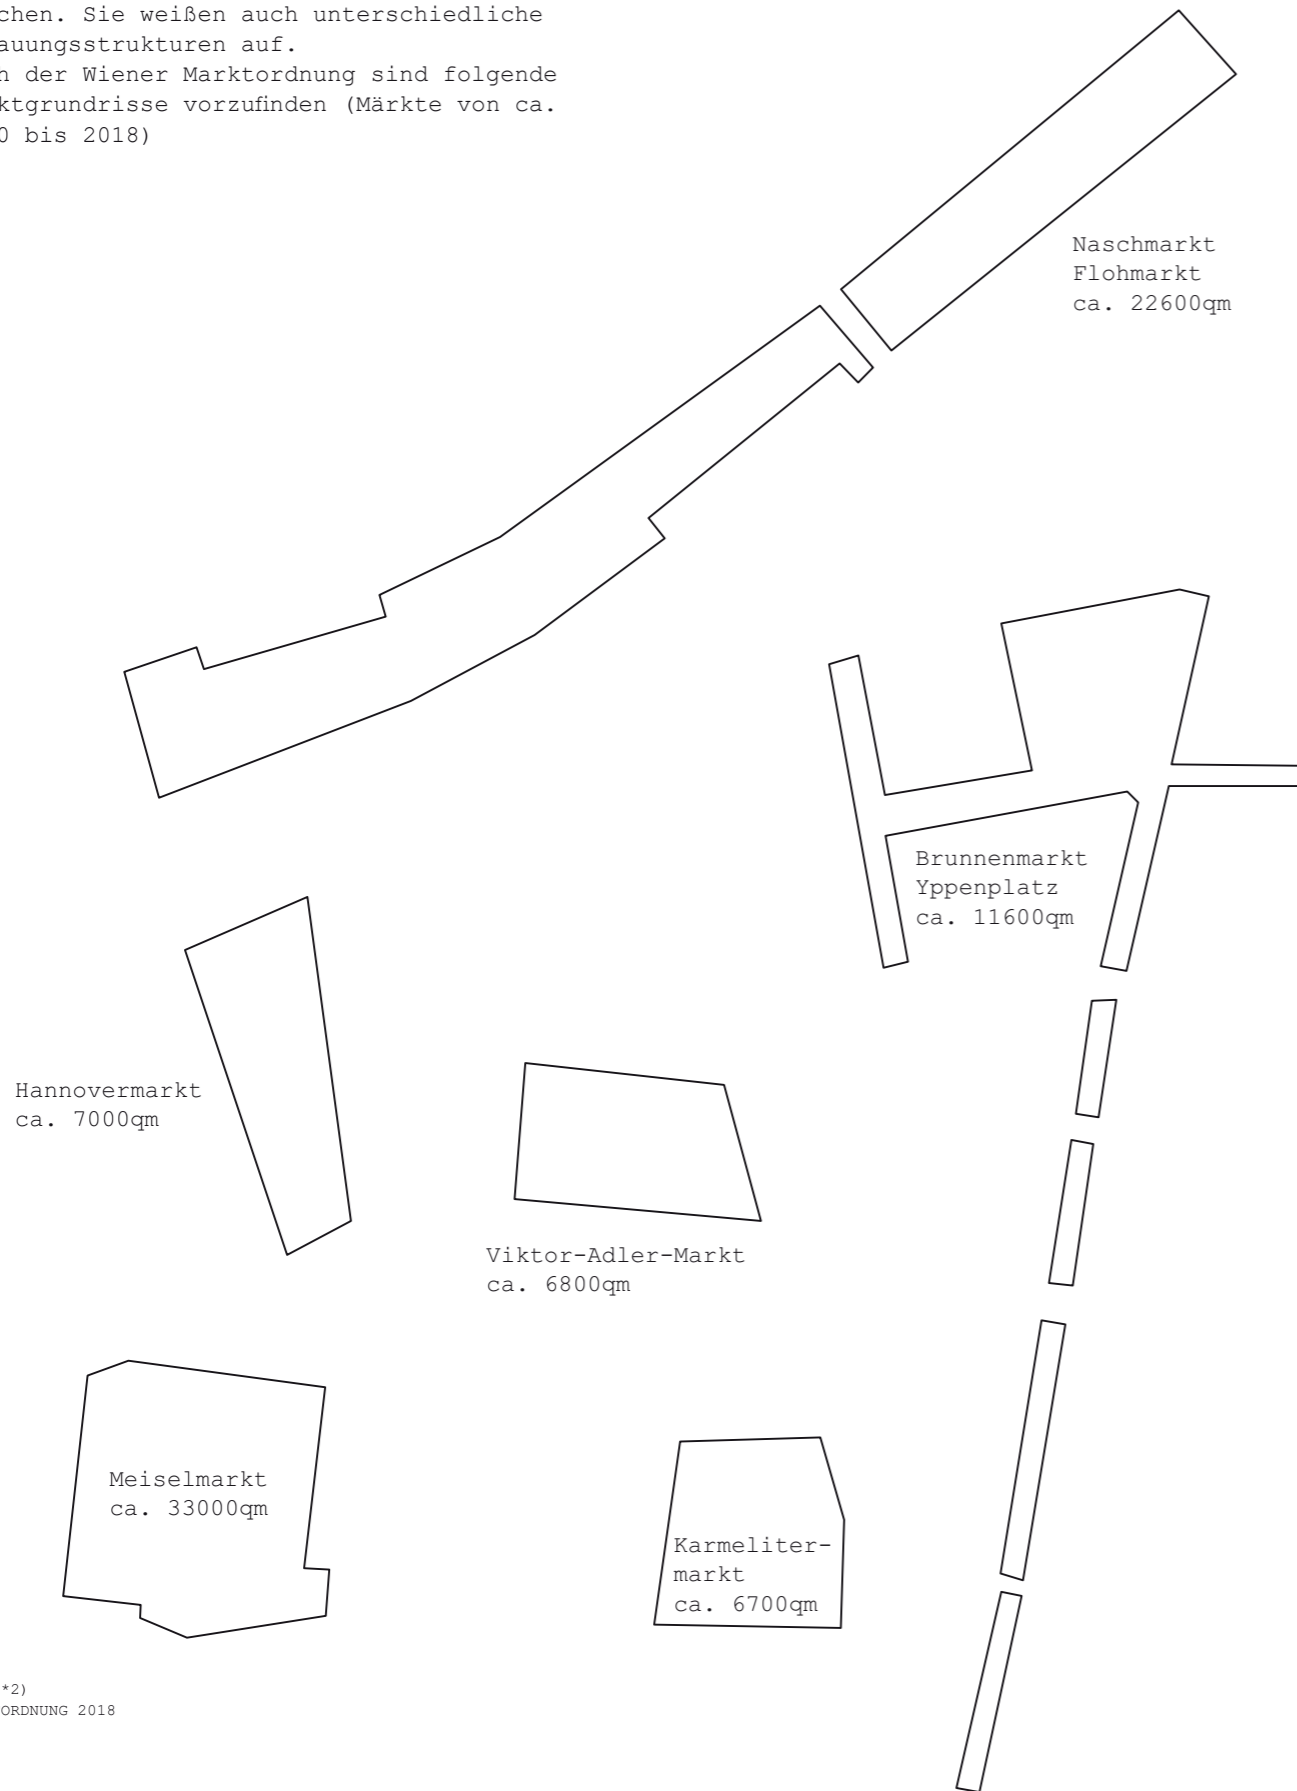 chen. Sie weißen auch unterschiedliche
auungsstrukturen auf.
h der Wiener Marktordnung sind folgende
ktgrundrisse vorzufinden (Märkte von ca.
0 bis 2018)
Naschmarkt
Flohmarkt
ca. 22600qm
Brunnenmarkt
Yppenplatz
ca. 11600qm
Hannovermarkt
ca. 7000qm
Viktor-Adler-Markt
ca. 6800qm
Meiselmarkt
ca. 33000qm
Karmeliter-
markt
ca. 6700qm
*2)
ORDNUNG 2018